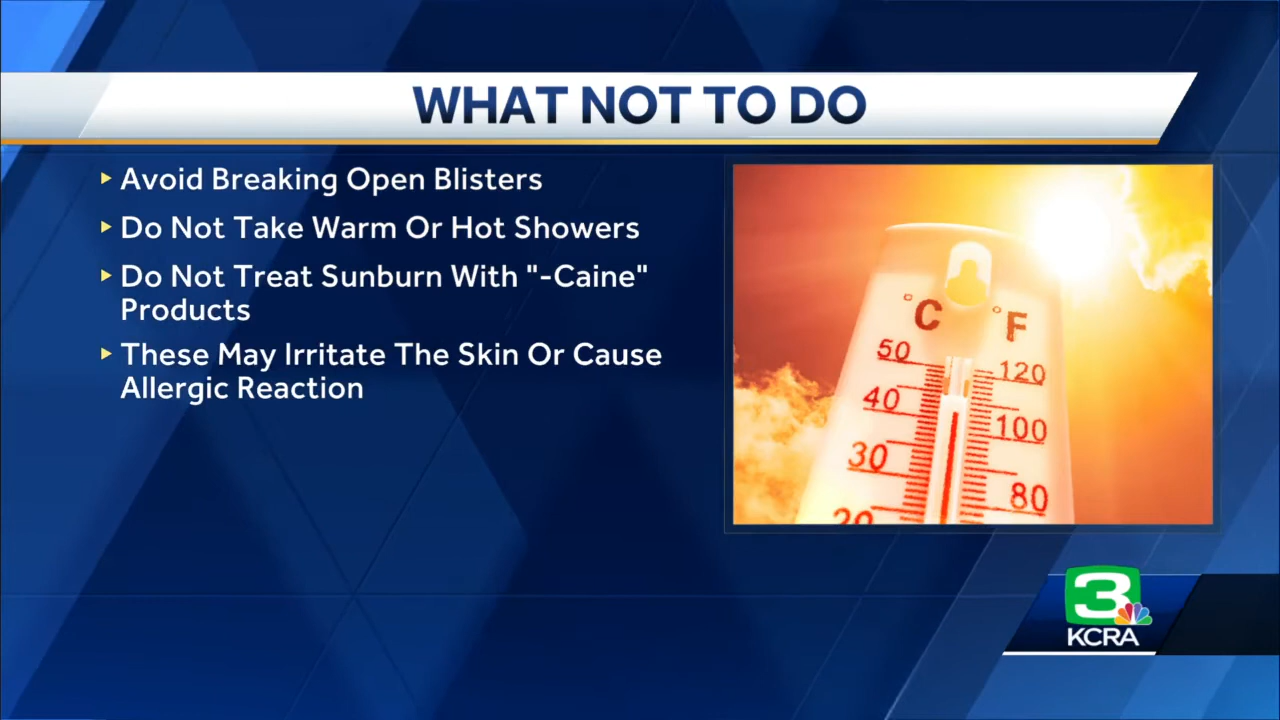 WHAT NOT TO DO
Avoid Breaking Open Blisters
Do Not Take Warm Or Hot Showers
Do Not Treat Sunburn With "-Caine"
Products
These May Irritate The Skin Or Cause
Allergic Reaction
°C °F
50 120
40 100
30 80
20
3
KCRA